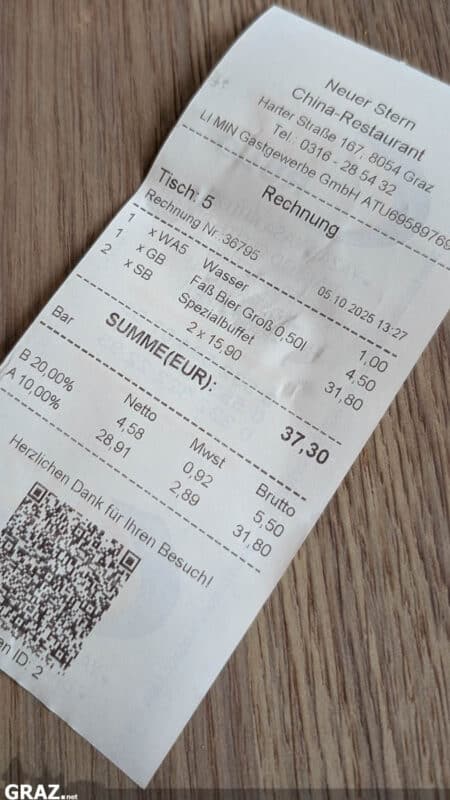 Neuer Stern
China-Restaurant
Harter Straße 167, 8054 Graz
Tel. 0316 - 28 54 32
LI MIN Gastgewerbe GmbH ATU69589769
Rechnung
Tisch: 5
Rechnung Nr. 36795 05.10.2025 13:27
1 x WA5 Wasser 1,00
1 x GB Faß Bier Groß 0,50l 4,50
2 x SB Spezialbuffet 31,80
2 x 15,90
SUMME(EUR): 37,30
Bar
Netto Mwst Brutto
B 20,00% 4,58 0,92 5,50
A 10,00% 28,91 2,89 31,80
Herzlichen Dank für Ihren Besuch!
ID: 2
GRAZ.net